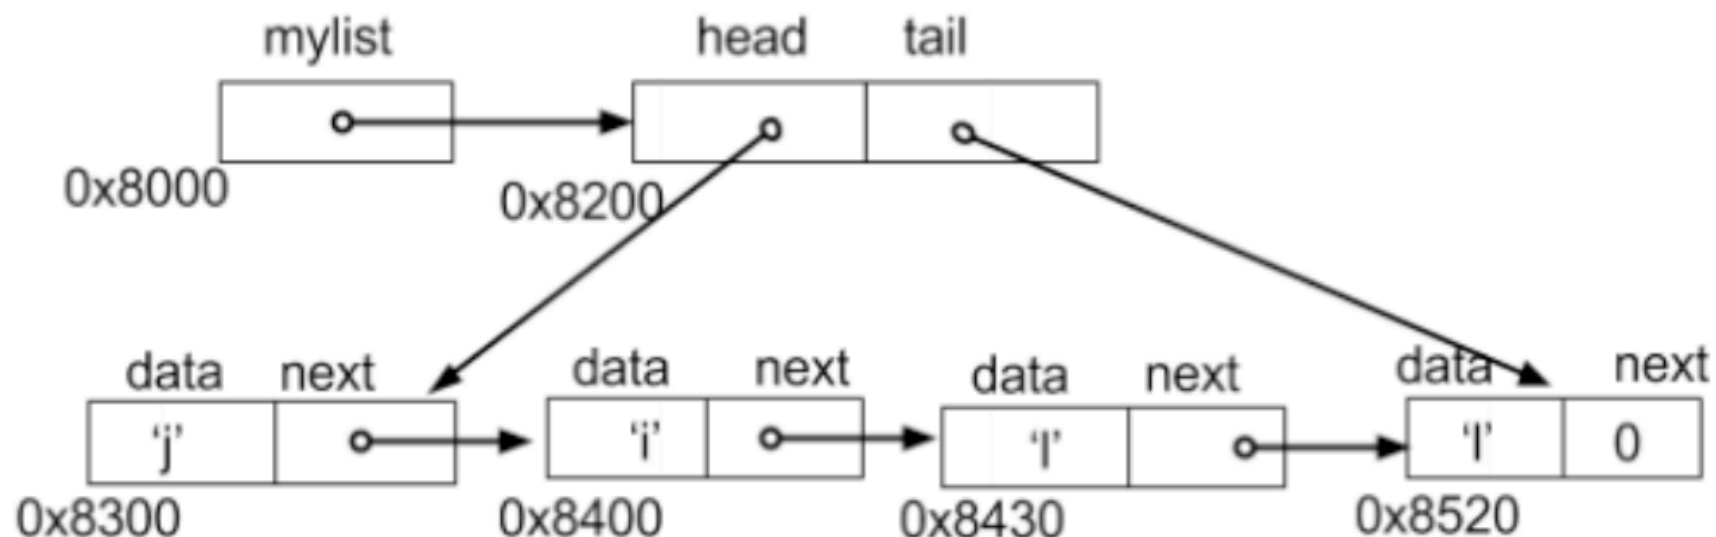 mylist head tail
0x8000 0x8200
data next data next data next data next
‘j’ ‘i’ ‘l’ ‘l’ 0
0x8300 0x8400 0x8430 0x8520